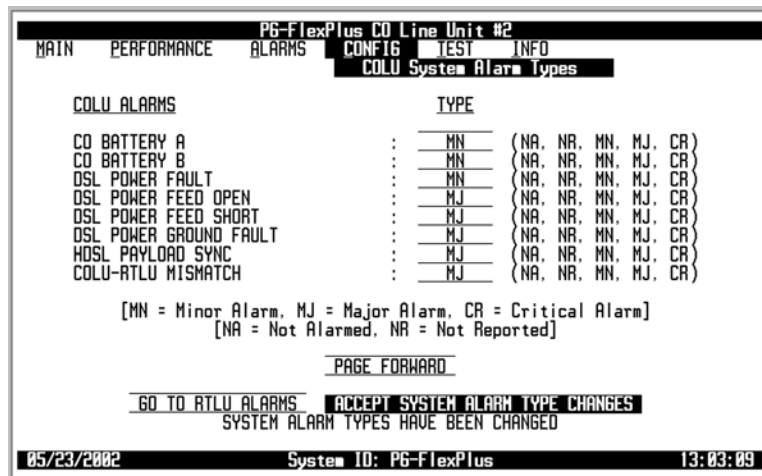 PG-FlexPlus CO Line Unit #2
MAIN PERFORMANCE ALARMS CONFIG TEST INFO
COLU System Alarm Types
COLU ALARMS TYPE
CO BATTERY A : MN (NA, NR, MN, MJ, CR)
CO BATTERY B : MN (NA, NR, MN, MJ, CR)
DSL POWER FAULT : MN (NA, NR, MN, MJ, CR)
DSL POWER FEED OPEN : MJ (NA, NR, MN, MJ, CR)
DSL POWER FEED SHORT : MJ (NA, NR, MN, MJ, CR)
DSL POWER GROUND FAULT : MJ (NA, NR, MN, MJ, CR)
HDSL PAYLOAD SYNC : MJ (NA, NR, MN, MJ, CR)
COLU-RTLU MISMATCH : MJ (NA, NR, MN, MJ, CR)
[MN = Minor Alarm, MJ = Major Alarm, CR = Critical Alarm]
[NA = Not Alarmed, NR = Not Reported]
PAGE FORWARD
GO TO RTLU ALARMS ACCEPT SYSTEM ALARM TYPE CHANGES
SYSTEM ALARM TYPES HAVE BEEN CHANGED
05/23/2002 System ID: PG-FlexPlus 13:03:09